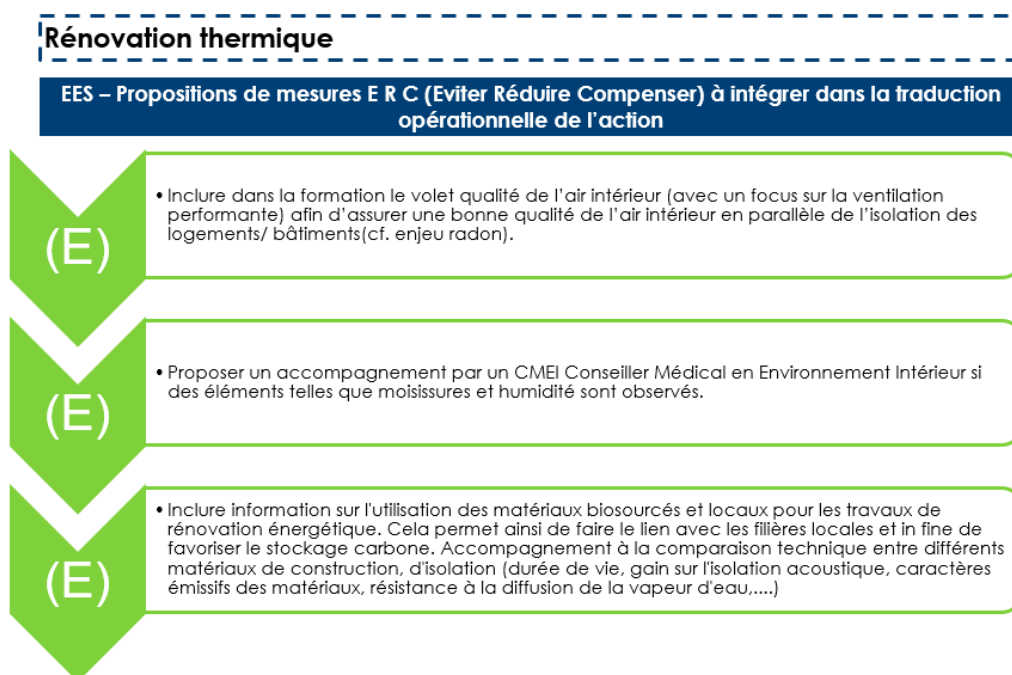 Rénovation thermique
EES – Propositions de mesures E R C (Eviter Réduire Compenser) à intégrer dans la traduction
opérationnelle de l'action
(E)
• Inclure dans la formation le volet qualité de l'air intérieur (avec un focus sur la ventilation
performante) afin d'assurer une bonne qualité de l'air intérieur en parallèle de l'isolation des
logements/ bâtiments(cf. enjeu radon).
(E)
• Proposer un accompagnement par un CMEI Conseiller Médical en Environnement Intérieur si
des éléments telles que moisissures et humidité sont observés.
(E)
• Inclure information sur l'utilisation des matériaux biosourcés et locaux pour les travaux de
rénovation énergétique. Cela permet ainsi de faire le lien avec les filières locales et in fine de
favoriser le stockage carbone. Accompagnement à la comparaison technique entre différents
matériaux de construction, d'isolation (durée de vie, gain sur l'isolation acoustique, caractères
émissifs des matériaux, résistance à la diffusion de la vapeur d'eau,....)